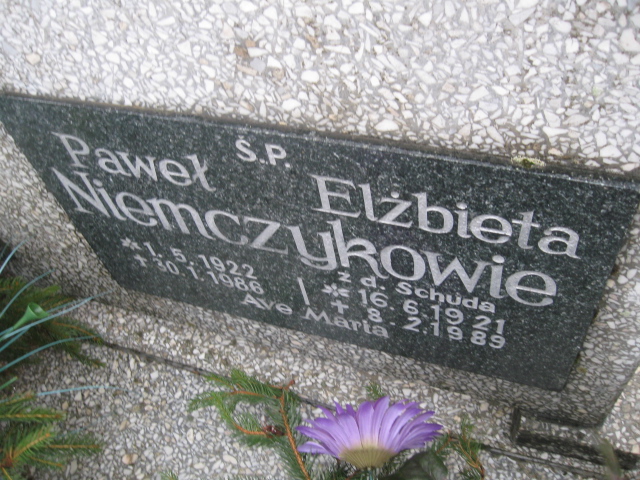 Ś.P.
Paweł Elżbieta
Niemczykowie
ż d. Schuda
*1.5.1922 *16.6.1921
+30.1.1986 +8.2.1989
Ave Maria